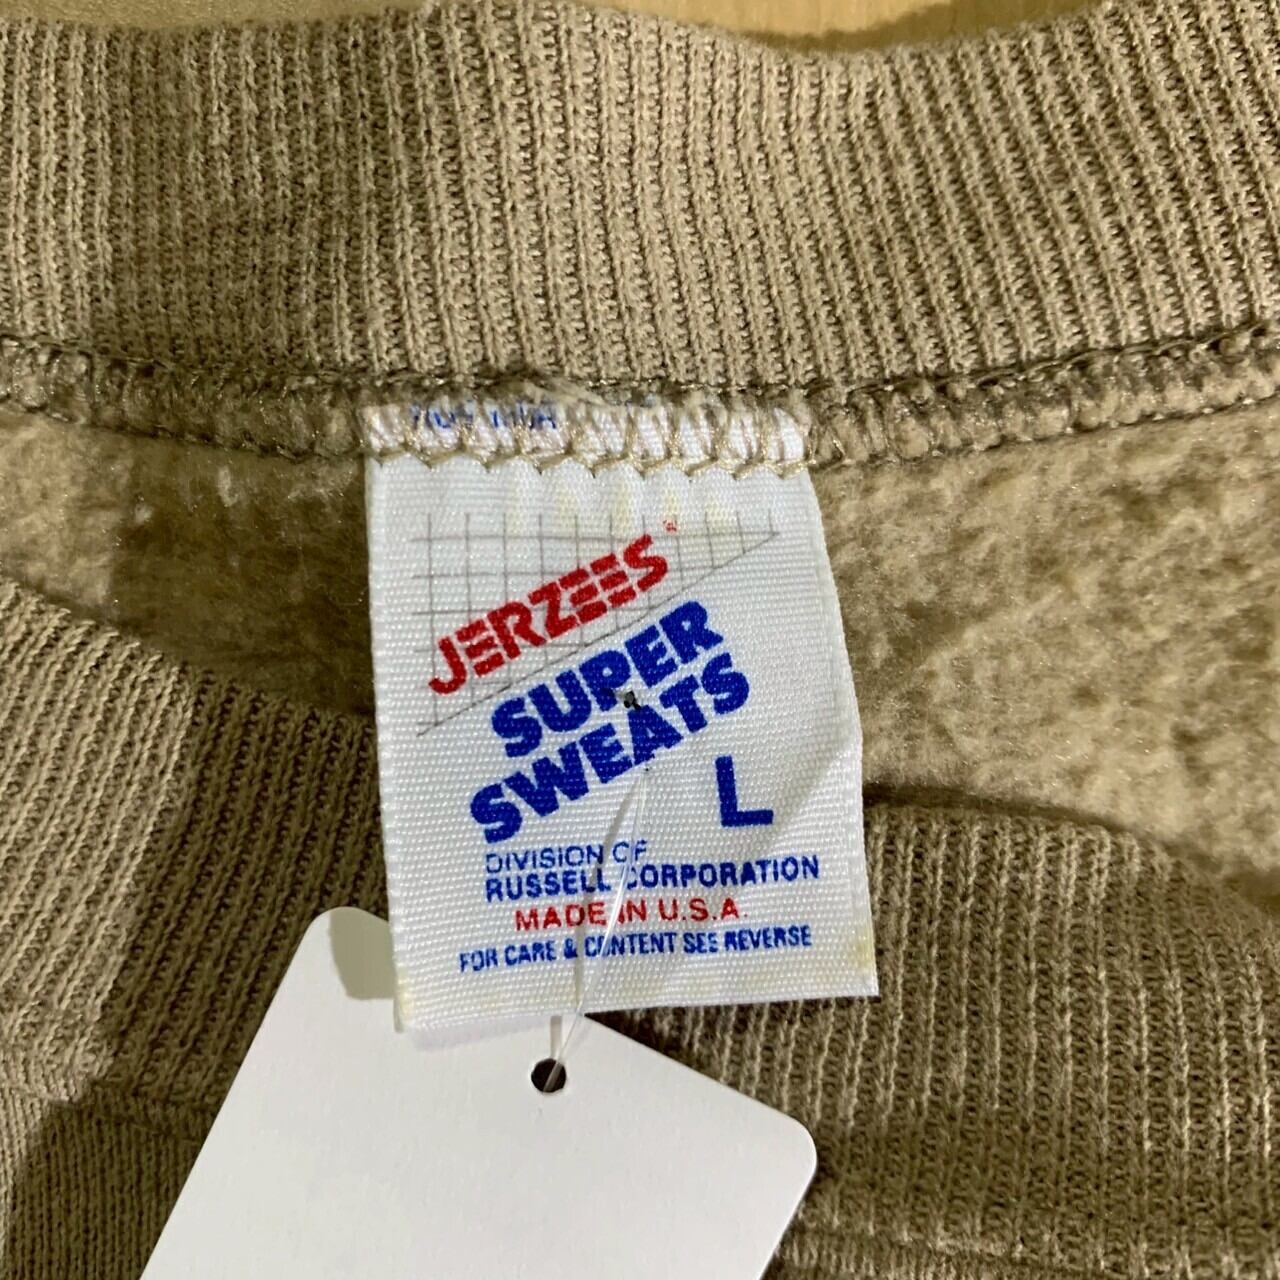 JERZEES
SUPER
SWEATS
L
DIVISION OF
RUSSELL CORPORATION
MADE IN U.S.A.
FOR CARE & CONTENT SEE REVERSE